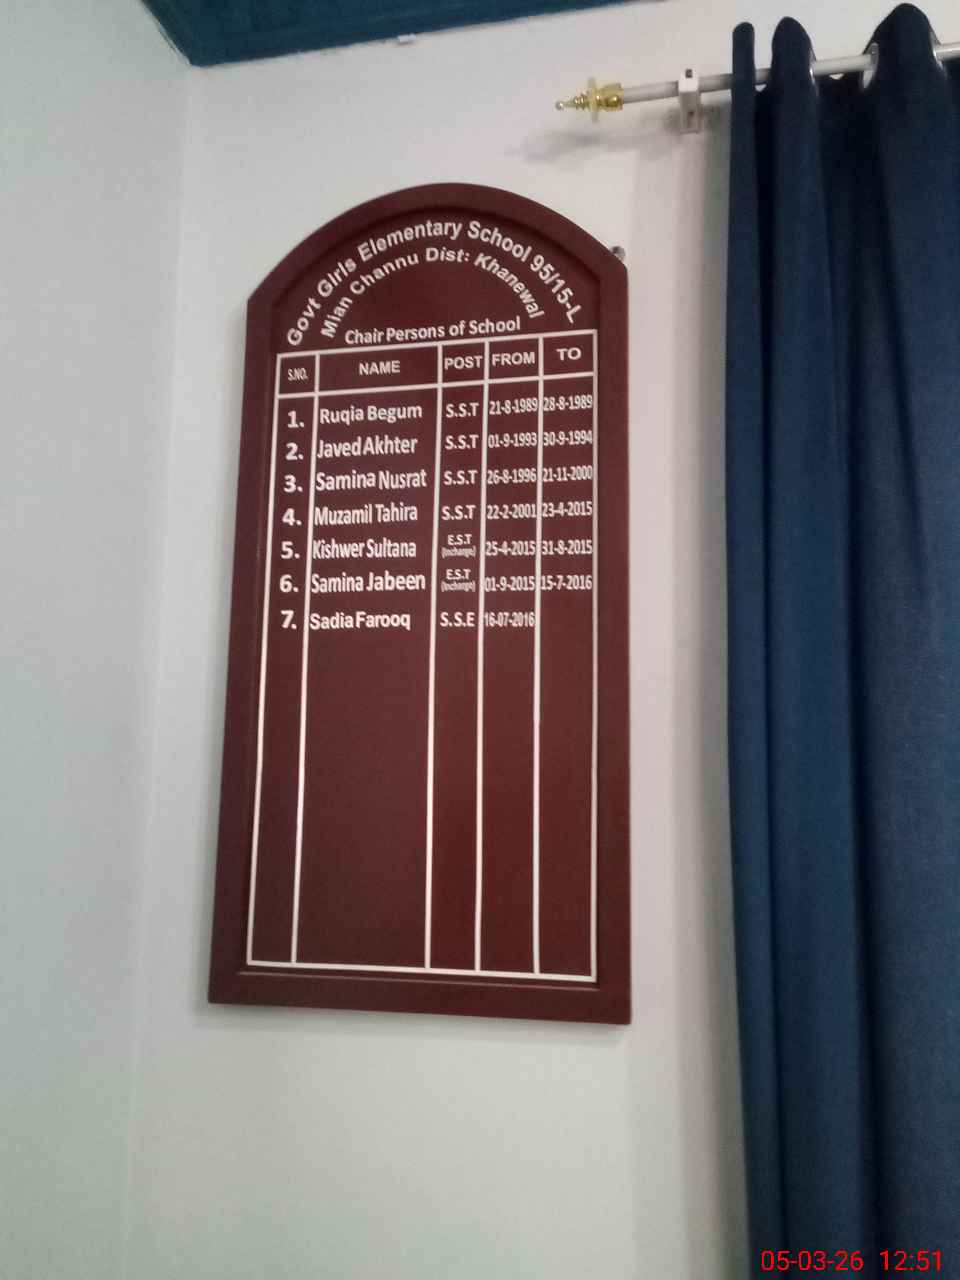 Govt Girls Elementary School 95/15-L
Mian Channu Dist: Khanewal
Chair Persons of School
S.NO. NAME POST FROM TO
1. Ruqia Begum S.S.T 21-8-1989 28-8-1989
2. Javed Akhter S.S.T 01-9-1993 30-9-1994
3. Samina Nusrat S.S.T 26-8-1996 21-11-2000
4. Muzamil Tahira S.S.T 22-2-2001 23-4-2015
5. Kishwer Sultana E.S.T (Incharge) 25-4-2015 31-8-2015
6. Samina Jabeen E.S.T (Incharge) 01-9-2015 15-7-2016
7. Sadia Farooq S.S.E 16-07-2016
05-03-26 12:51